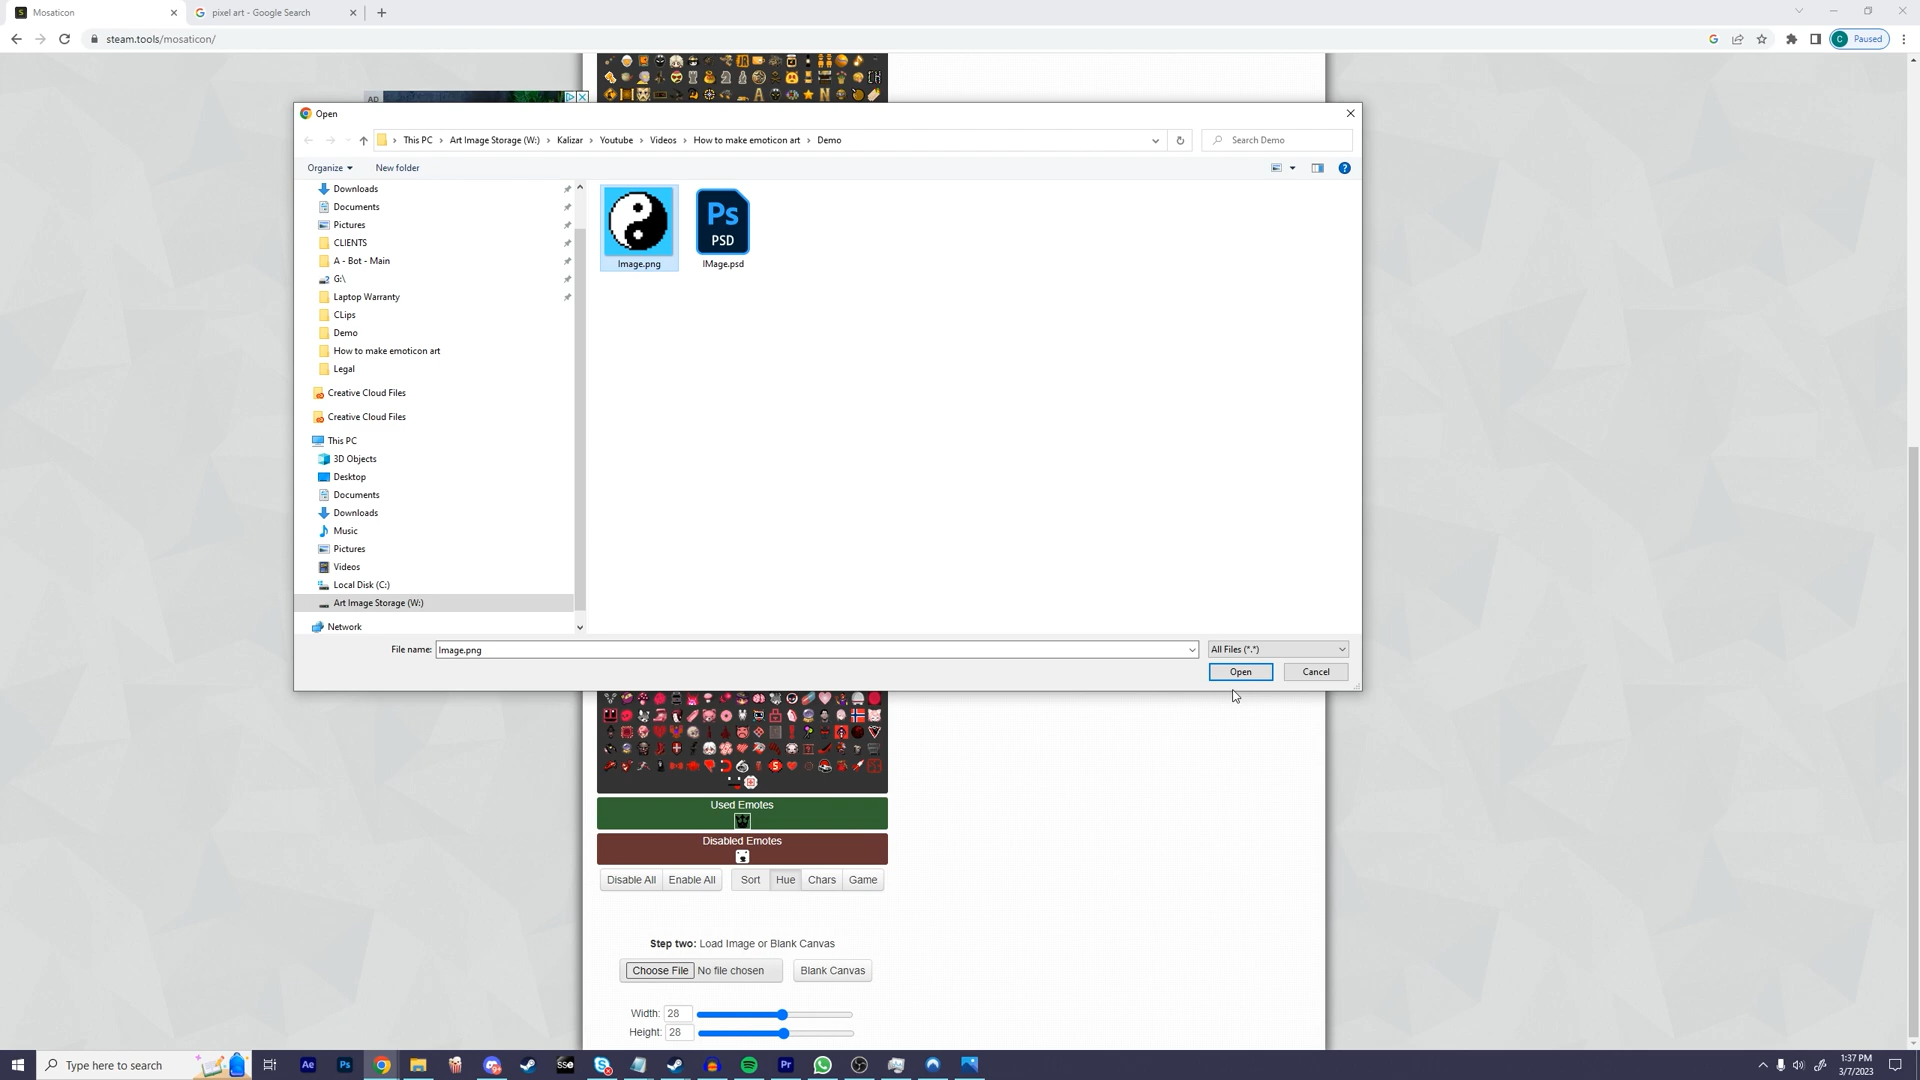 Mosaticon
pixel art - Google Search
steam.tools/mosaticon/
C Paused
AD
Open
This PC › Art Image Storage (W:) › Kalizar › Youtube › Videos › How to make emoticon art › Demo
Search Demo
Organize
New folder
Downloads
Documents
Pictures
CLIENTS
A - Bot - Main
G:\
Laptop Warranty
CLips
Demo
How to make emoticon art
Legal
Creative Cloud Files
Creative Cloud Files
This PC
3D Objects
Desktop
Documents
Downloads
Music
Pictures
Videos
Local Disk (C:)
Art Image Storage (W:)
Network
Ps
PSD
Image.png
IMage.psd
File name: Image.png
All Files (*.*)
Open
Cancel
Used Emotes
Disabled Emotes
Disable All Enable All Sort Hue Chars Game
Step two: Load Image or Blank Canvas
Choose File No file chosen
Blank Canvas
Width: 28
Height: 28
Type here to search
Ae
Ps
sse
Pr
1:37 PM
3/7/2023